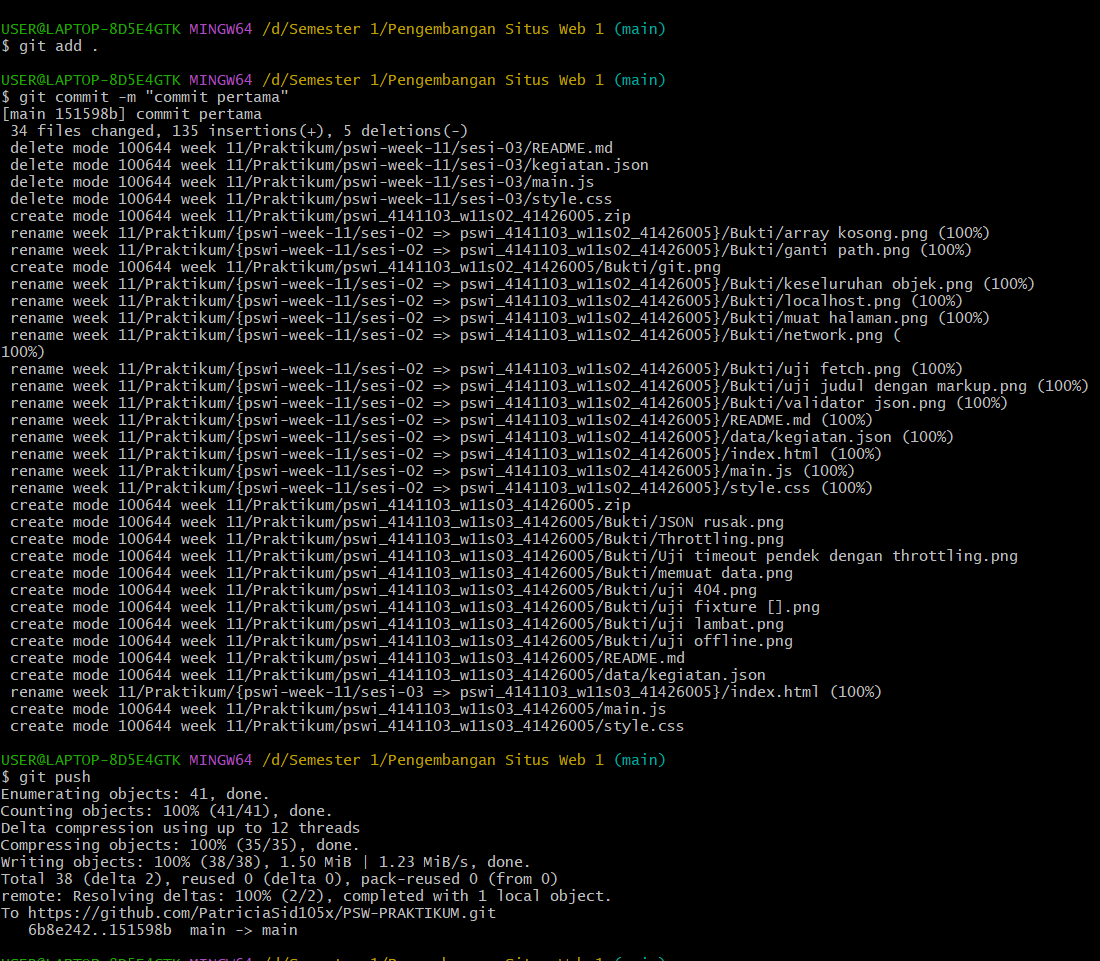 USER@LAPTOP-8D5E4GTK MINGW64 /d/Semester 1/Pengembangan Situs Web 1 (main)
$ git add .
USER@LAPTOP-8D5E4GTK MINGW64 /d/Semester 1/Pengembangan Situs Web 1 (main)
$ git commit -m "commit pertama"
[main 151598b] commit pertama
 34 files changed, 135 insertions(+), 5 deletions(-)
 delete mode 100644 week 11/Praktikum/pswi-week-11/sesi-03/README.md
 delete mode 100644 week 11/Praktikum/pswi-week-11/sesi-03/kegiatan.json
 delete mode 100644 week 11/Praktikum/pswi-week-11/sesi-03/main.js
 delete mode 100644 week 11/Praktikum/pswi-week-11/sesi-03/style.css
 create mode 100644 week 11/Praktikum/pswi_4141103_w11s02_41426005.zip
 rename week 11/Praktikum/{pswi-week-11/sesi-02 => pswi_4141103_w11s02_41426005}/Bukti/array kosong.png (100%)
 rename week 11/Praktikum/{pswi-week-11/sesi-02 => pswi_4141103_w11s02_41426005}/Bukti/ganti path.png (100%)
 create mode 100644 week 11/Praktikum/pswi_4141103_w11s02_41426005/Bukti/git.png
 rename week 11/Praktikum/{pswi-week-11/sesi-02 => pswi_4141103_w11s02_41426005}/Bukti/keseluruhan objek.png (100%)
 rename week 11/Praktikum/{pswi-week-11/sesi-02 => pswi_4141103_w11s02_41426005}/Bukti/localhost.png (100%)
 rename week 11/Praktikum/{pswi-week-11/sesi-02 => pswi_4141103_w11s02_41426005}/Bukti/muat halaman.png (100%)
 rename week 11/Praktikum/{pswi-week-11/sesi-02 => pswi_4141103_w11s02_41426005}/Bukti/network.png (
100%)
 rename week 11/Praktikum/{pswi-week-11/sesi-02 => pswi_4141103_w11s02_41426005}/Bukti/uji fetch.png (100%)
 rename week 11/Praktikum/{pswi-week-11/sesi-02 => pswi_4141103_w11s02_41426005}/Bukti/uji judul dengan markup.png (100%)
 rename week 11/Praktikum/{pswi-week-11/sesi-02 => pswi_4141103_w11s02_41426005}/Bukti/validator json.png (100%)
 rename week 11/Praktikum/{pswi-week-11/sesi-02 => pswi_4141103_w11s02_41426005}/README.md (100%)
 rename week 11/Praktikum/{pswi-week-11/sesi-02 => pswi_4141103_w11s02_41426005}/data/kegiatan.json (100%)
 rename week 11/Praktikum/{pswi-week-11/sesi-02 => pswi_4141103_w11s02_41426005}/index.html (100%)
 rename week 11/Praktikum/{pswi-week-11/sesi-02 => pswi_4141103_w11s02_41426005}/main.js (100%)
 rename week 11/Praktikum/{pswi-week-11/sesi-02 => pswi_4141103_w11s02_41426005}/style.css (100%)
 create mode 100644 week 11/Praktikum/pswi_4141103_w11s03_41426005.zip
 create mode 100644 week 11/Praktikum/pswi_4141103_w11s03_41426005/Bukti/JSON rusak.png
 create mode 100644 week 11/Praktikum/pswi_4141103_w11s03_41426005/Bukti/Throttling.png
 create mode 100644 week 11/Praktikum/pswi_4141103_w11s03_41426005/Bukti/Uji timeout pendek dengan throttling.png
 create mode 100644 week 11/Praktikum/pswi_4141103_w11s03_41426005/Bukti/memuat data.png
 create mode 100644 week 11/Praktikum/pswi_4141103_w11s03_41426005/Bukti/uji 404.png
 create mode 100644 week 11/Praktikum/pswi_4141103_w11s03_41426005/Bukti/uji fixture [].png
 create mode 100644 week 11/Praktikum/pswi_4141103_w11s03_41426005/Bukti/uji lambat.png
 create mode 100644 week 11/Praktikum/pswi_4141103_w11s03_41426005/Bukti/uji offline.png
 create mode 100644 week 11/Praktikum/pswi_4141103_w11s03_41426005/README.md
 create mode 100644 week 11/Praktikum/pswi_4141103_w11s03_41426005/data/kegiatan.json
 rename week 11/Praktikum/{pswi-week-11/sesi-03 => pswi_4141103_w11s03_41426005}/index.html (100%)
 create mode 100644 week 11/Praktikum/pswi_4141103_w11s03_41426005/main.js
 create mode 100644 week 11/Praktikum/pswi_4141103_w11s03_41426005/style.css
USER@LAPTOP-8D5E4GTK MINGW64 /d/Semester 1/Pengembangan Situs Web 1 (main)
$ git push
Enumerating objects: 41, done.
Counting objects: 100% (41/41), done.
Delta compression using up to 12 threads
Compressing objects: 100% (35/35), done.
Writing objects: 100% (38/38), 1.50 MiB | 1.23 MiB/s, done.
Total 38 (delta 2), reused 0 (delta 0), pack-reused 0 (from 0)
remote: Resolving deltas: 100% (2/2), completed with 1 local object.
To https://github.com/PatriciaSid105x/PSW-PRAKTIKUM.git
   6b8e242..151598b  main -> main
USER@LAPTOP-8D5E4GTK MINGW64 /d/Semester 1/Pengembangan Situs Web 1 (main)